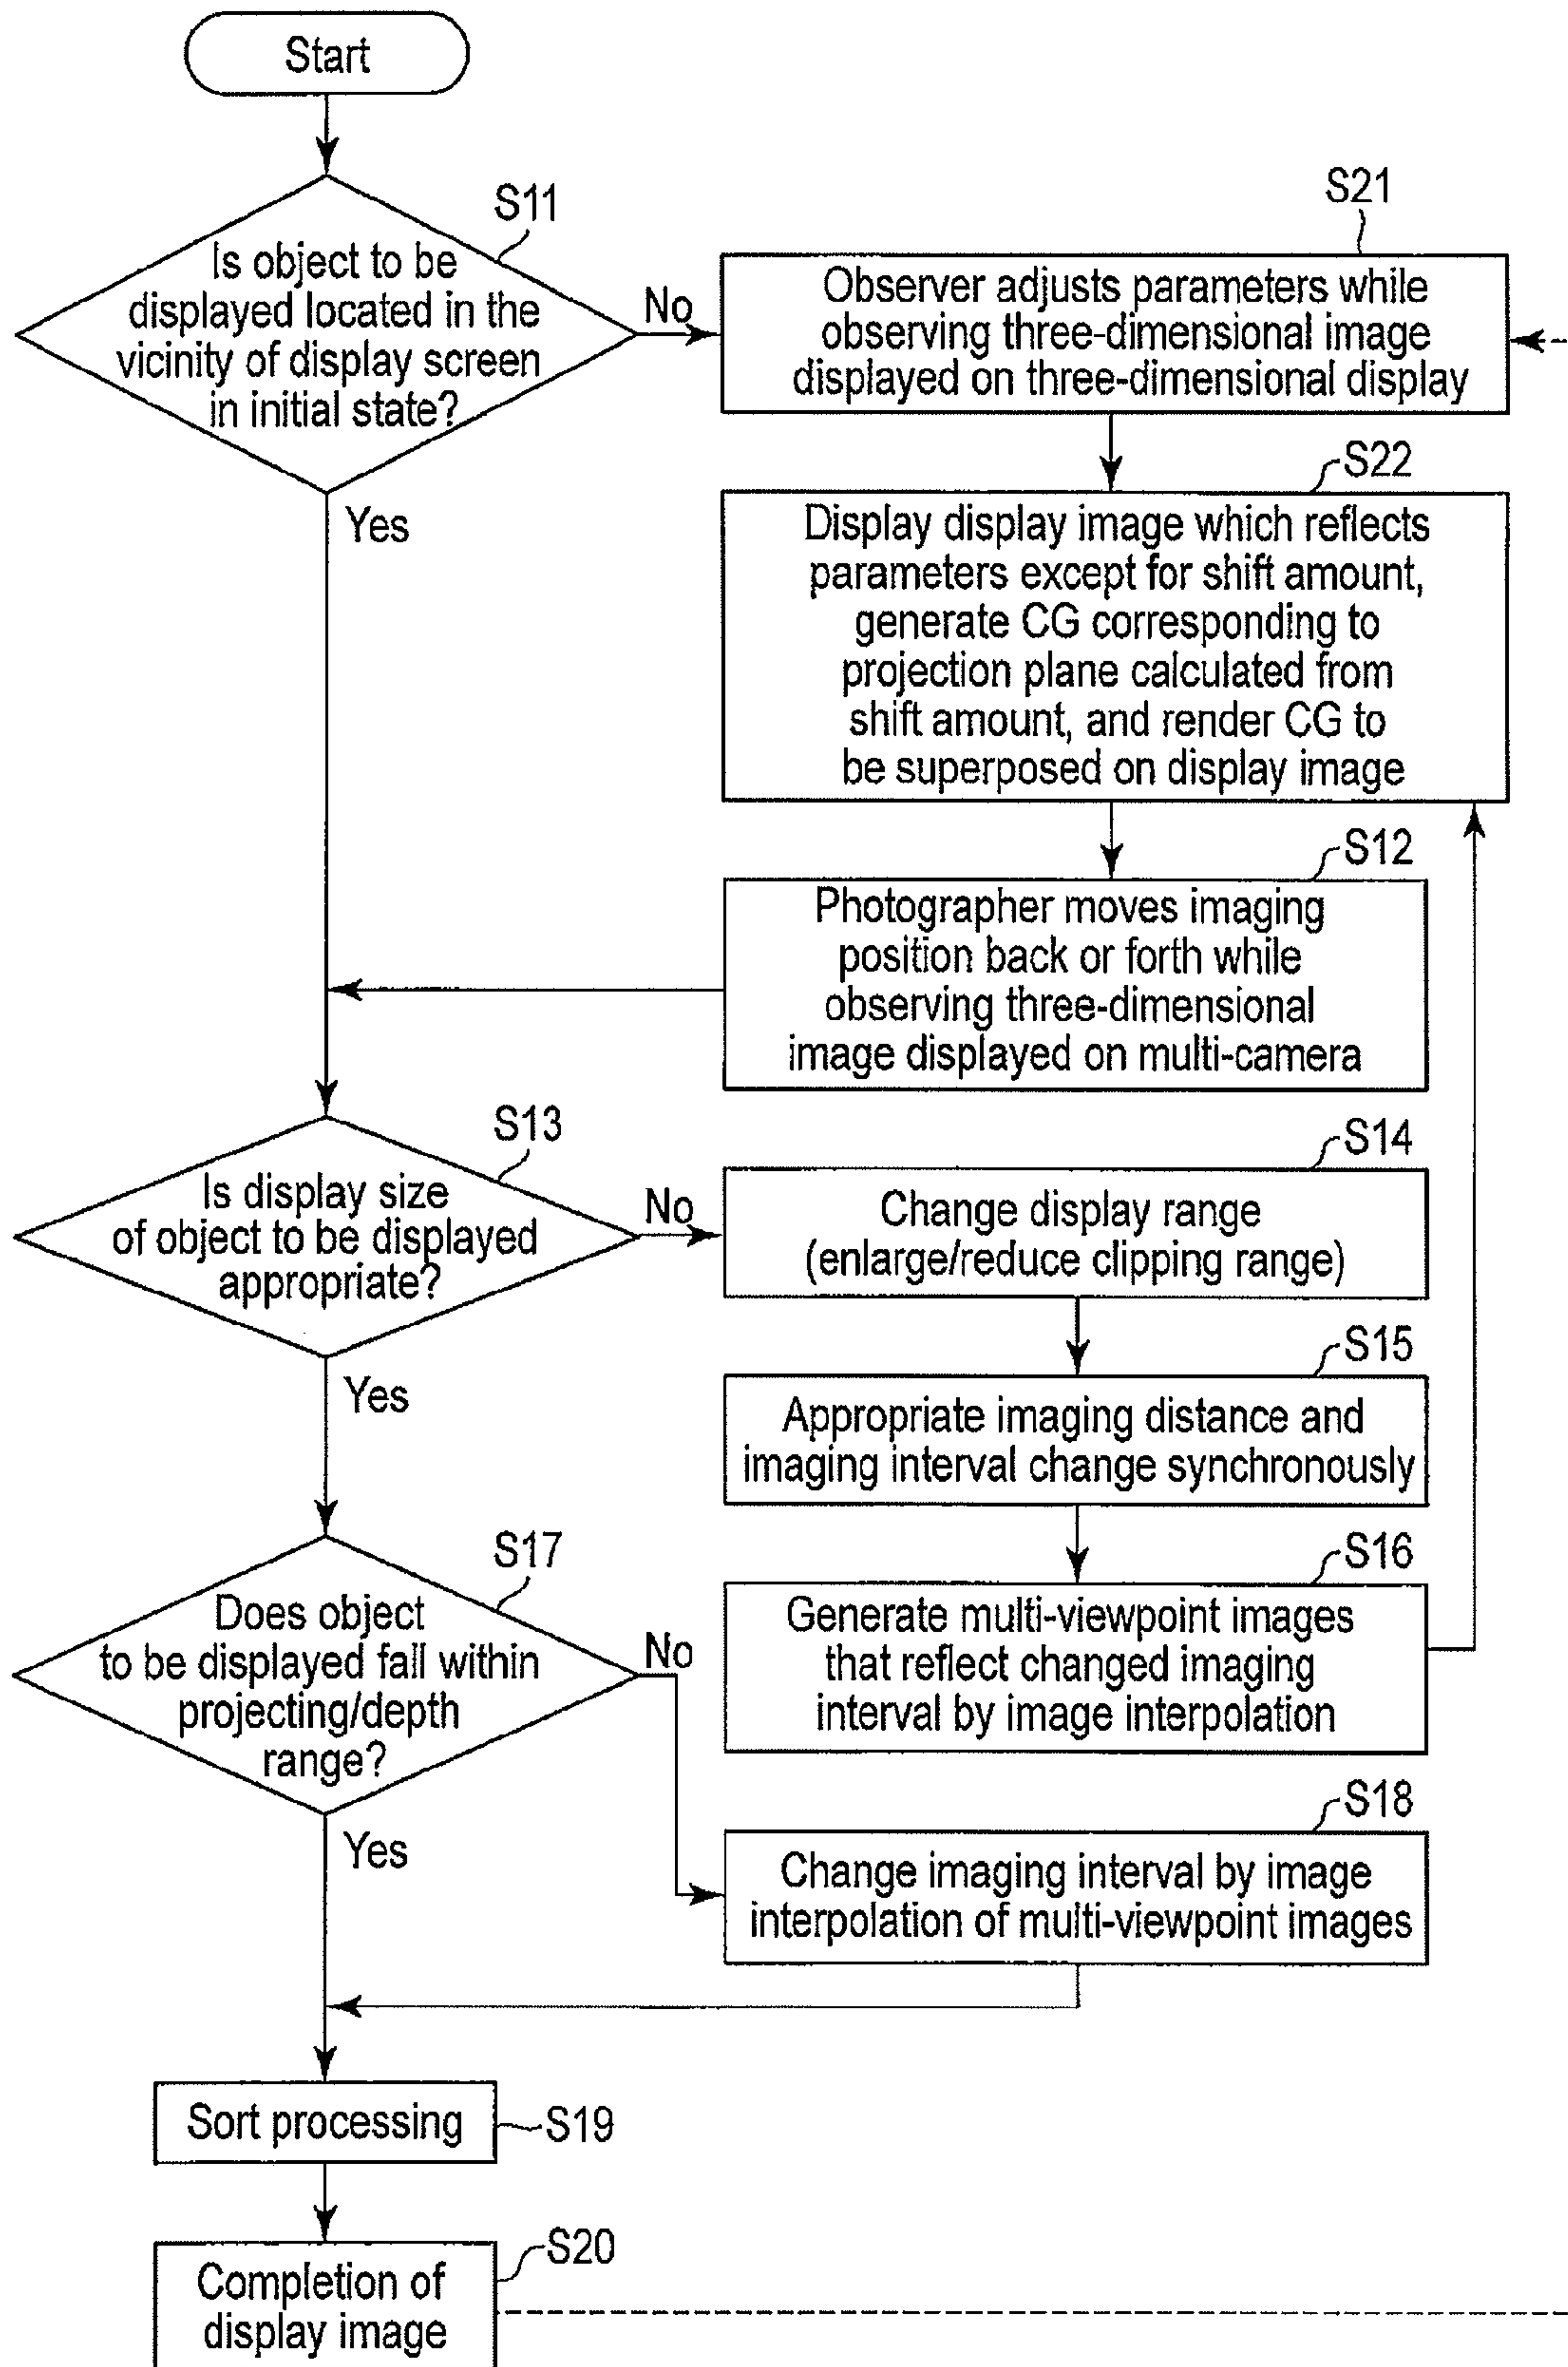 Start
S11
Is object to be
displayed located in the
vicinity of display screen
in initial state?
No
Yes
S21
Observer adjusts parameters while
observing three-dimensional image
displayed on three-dimensional display
S22
Display display image which reflects
parameters except for shift amount,
generate CG corresponding to
projection plane calculated from
shift amount, and render CG to
be superposed on display image
S12
Photographer moves imaging
position back or forth while
observing three-dimensional
image displayed on multi-camera
S13
Is display size
of object to be displayed
appropriate?
No
Yes
S14
Change display range
(enlarge/reduce clipping range)
S15
Appropriate imaging distance and
imaging interval change synchronously
S16
Generate multi-viewpoint images
that reflect changed imaging
interval by image interpolation
S17
Does object
to be displayed fall within
projecting/depth
range?
No
Yes
S18
Change imaging interval by image
interpolation of multi-viewpoint images
Sort processing
S19
S20
Completion of
display image